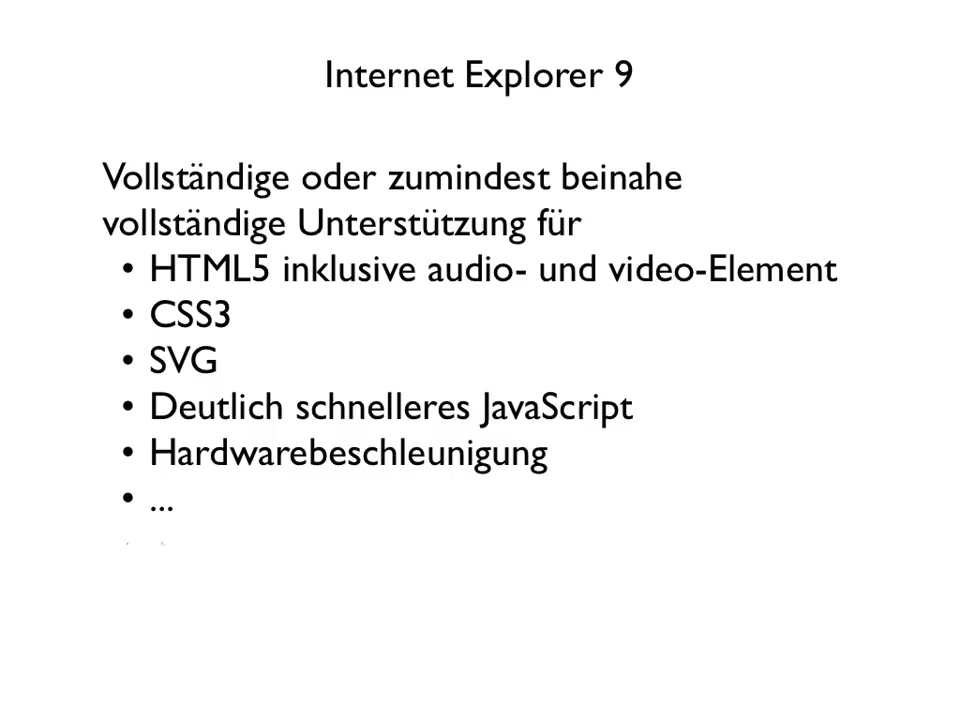 Internet Explorer 9
Vollständige oder zumindest beinahe
vollständige Unterstützung für
• HTML5 inklusive audio- und video-Element
• CSS3
• SVG
• Deutlich schnelleres JavaScript
• Hardwarebeschleunigung
• ...